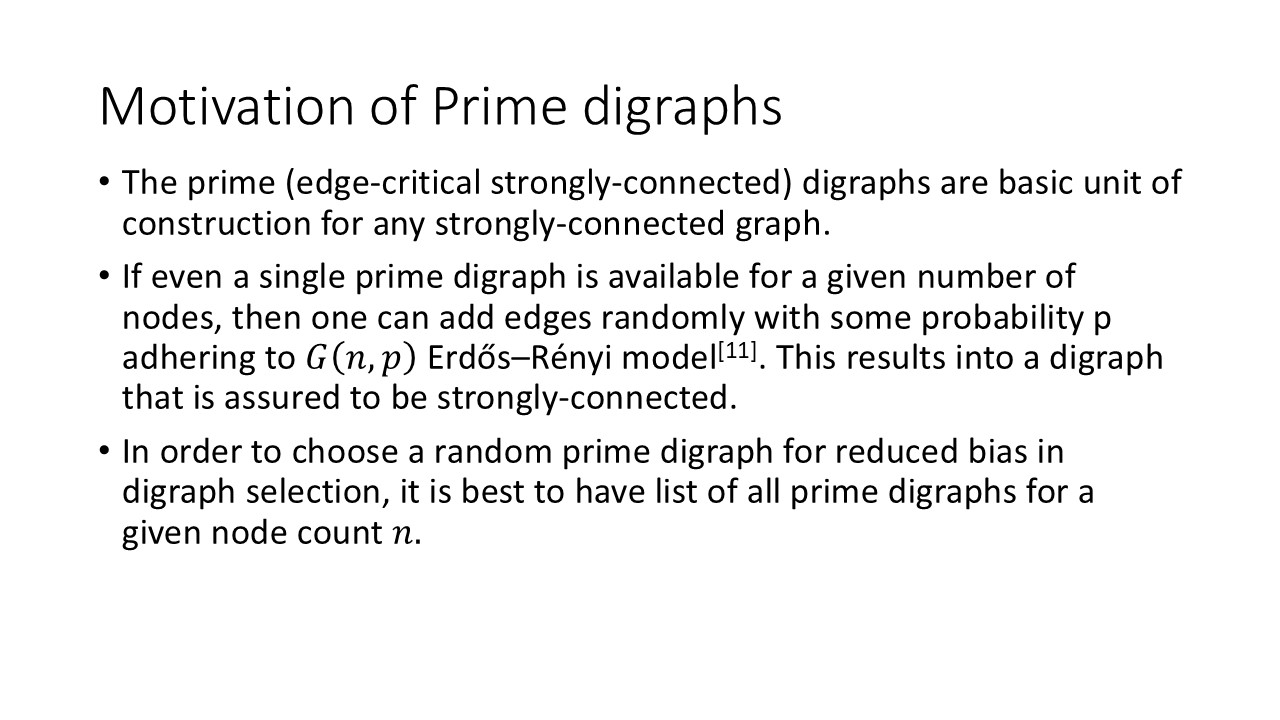 Motivation of Prime digraphs
• The prime (edge-critical strongly-connected) digraphs are basic unit of
construction for any strongly-connected graph.
• If even a single prime digraph is available for a given number of
nodes, then one can add edges randomly with some probability p
adhering to 𝐺(𝑛, 𝑝) Erdős–Rényi model[11]. This results into a digraph
that is assured to be strongly-connected.
• In order to choose a random prime digraph for reduced bias in
digraph selection, it is best to have list of all prime digraphs for a
given node count 𝑛.